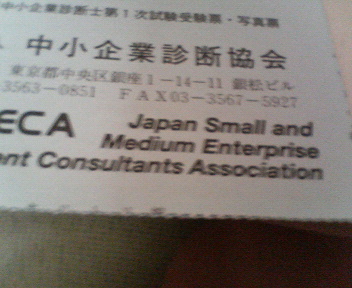 中小企業診断士第1次試験受験票・写真票
中小企業診断協会
東京都中央区銀座1-14-11 銀松ビル
3563-0851 FAX03-3567-5927
ECA Japan Small and
Medium Enterprise
nt Consultants Association